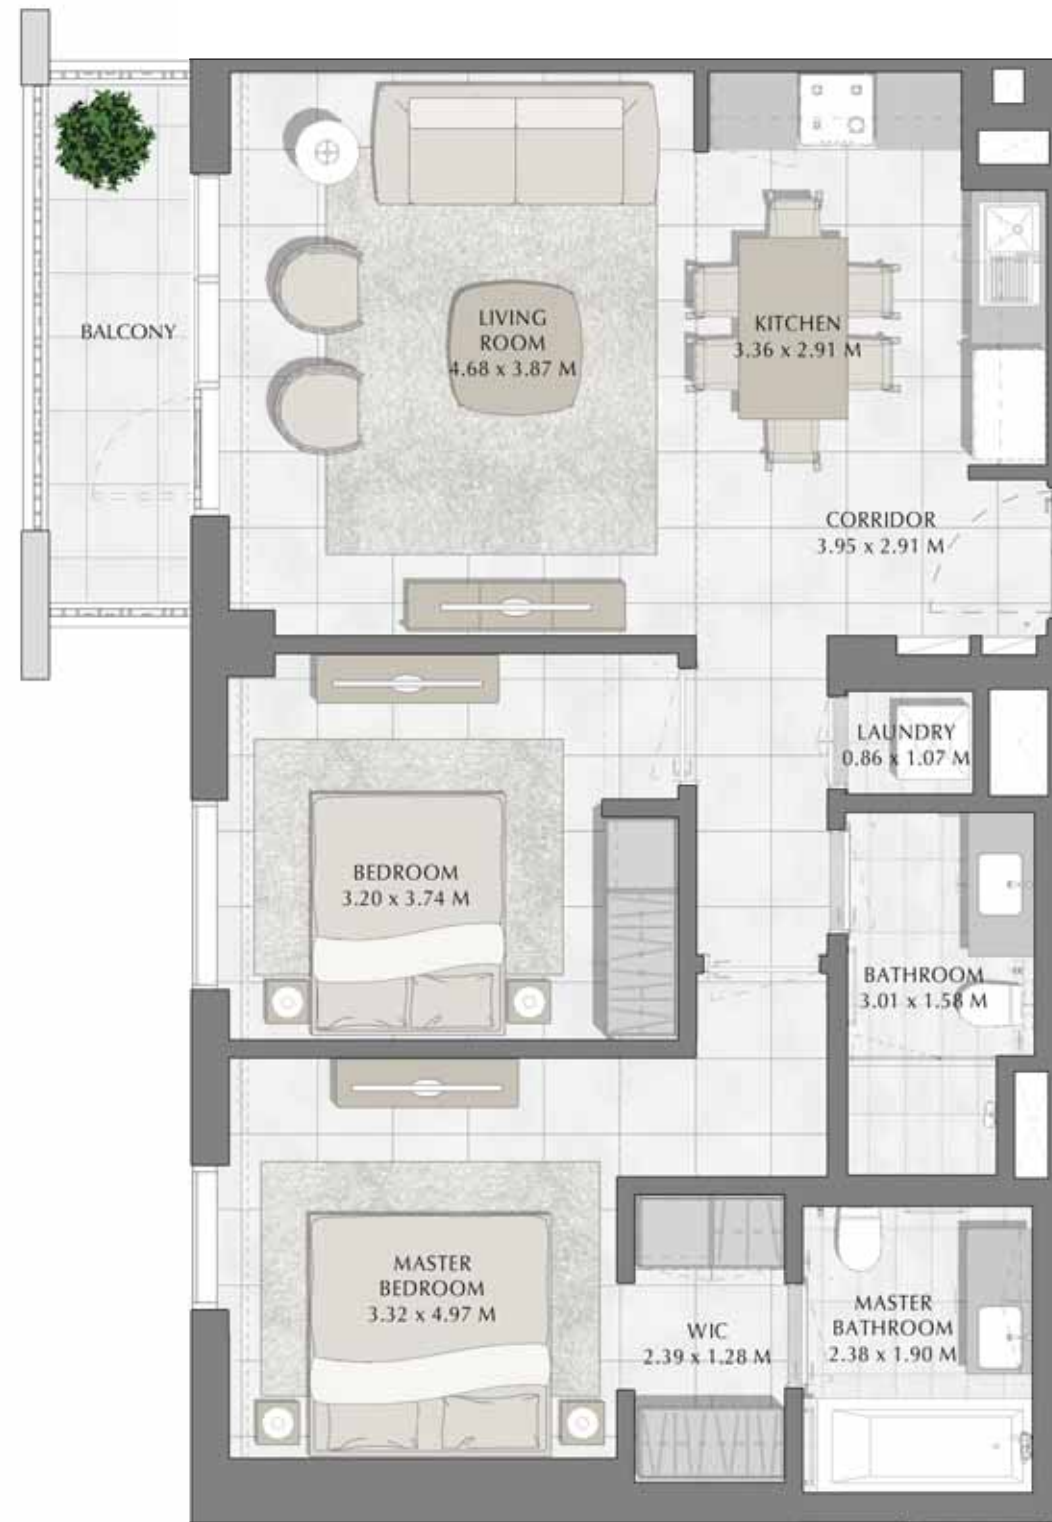 BALCONY
LIVING
ROOM
4.68 x 3.87 M
KITCHEN
3.36 x 2.91 M
CORRIDOR
3.95 x 2.91 M
LAUNDRY
0.86 x 1.07 M
BEDROOM
3.20 x 3.74 M
BATHROOM
3.01 x 1.58 M
MASTER
BEDROOM
3.32 x 4.97 M
WIC
2.39 x 1.28 M
MASTER
BATHROOM
2.38 x 1.90 M